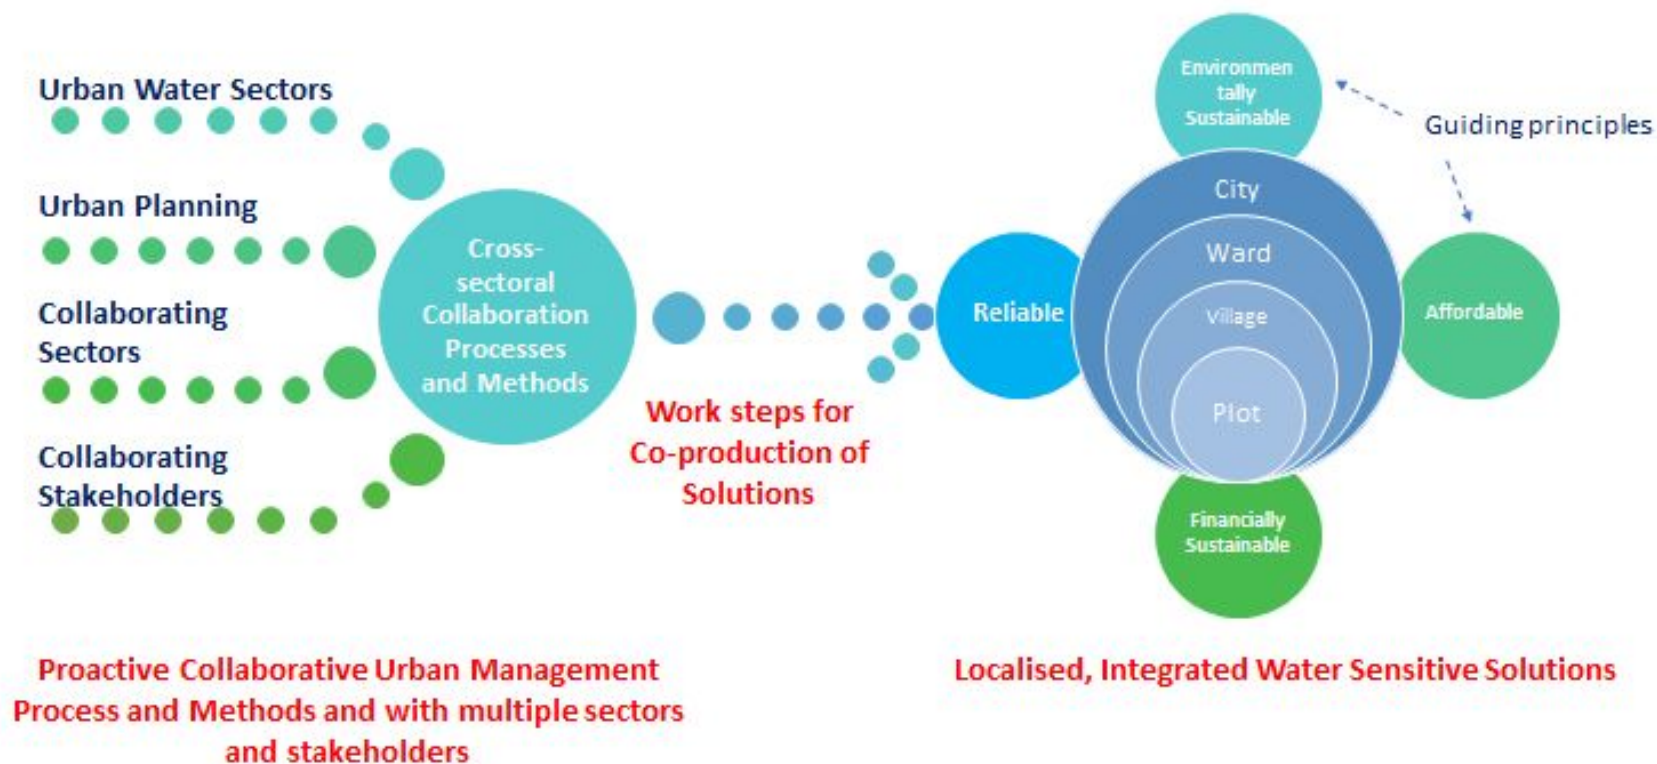 Urban Water Sectors
Urban Planning
Collaborating
Sectors
Collaborating
Stakeholders
Cross-
sectoral
Collaboration
Processes
and Methods
Work steps for
Co-production of
Solutions
Environmen
tally
Sustainable
Guiding principles
City
Ward
Village
Plot
Reliable
Affordable
Financially
Sustainable
Proactive Collaborative Urban Management
Process and Methods and with multiple sectors
and stakeholders
Localised, Integrated Water Sensitive Solutions